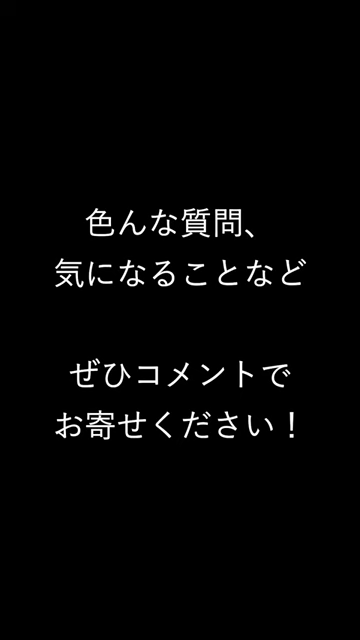 色んな質問、
気になることなど
ぜひコメントで
お寄せください！